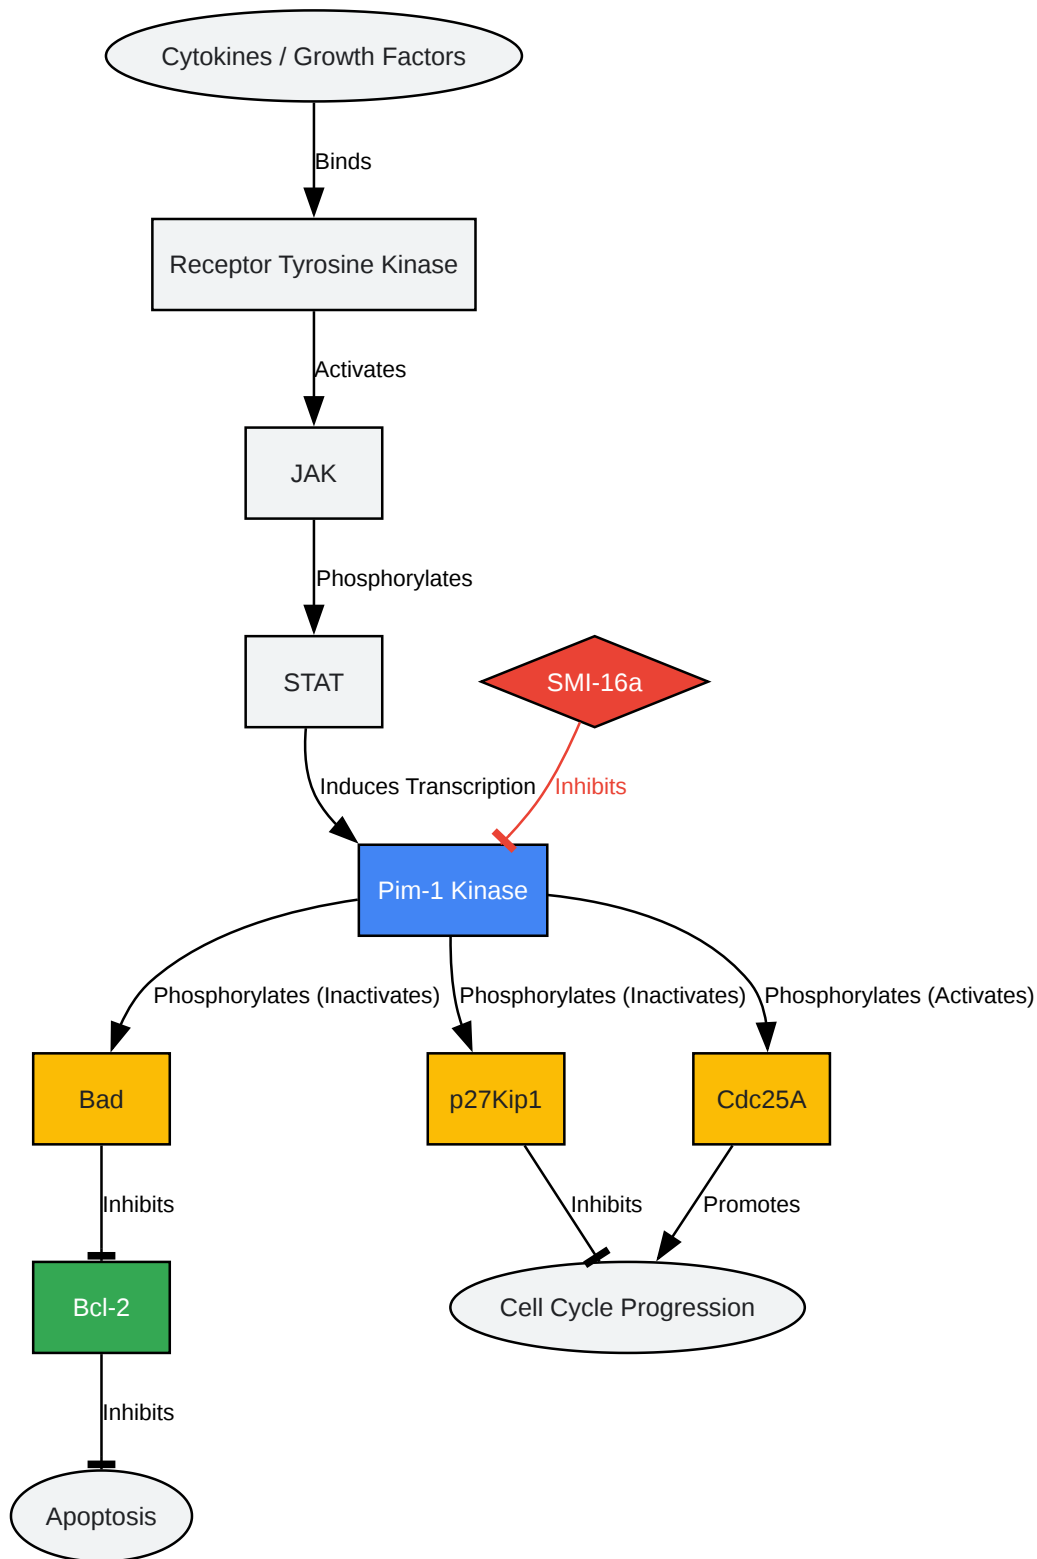 Cytokines / Growth Factors
Binds
Receptor Tyrosine Kinase
Activates
JAK
Phosphorylates
STAT
SMI-16a
Induces Transcription
Inhibits
Pim-1 Kinase
Phosphorylates (Inactivates)
Phosphorylates (Inactivates)
Phosphorylates (Activates)
Bad
p27Kip1
Cdc25A
Inhibits
Inhibits
Promotes
Bcl-2
Cell Cycle Progression
Inhibits
Apoptosis